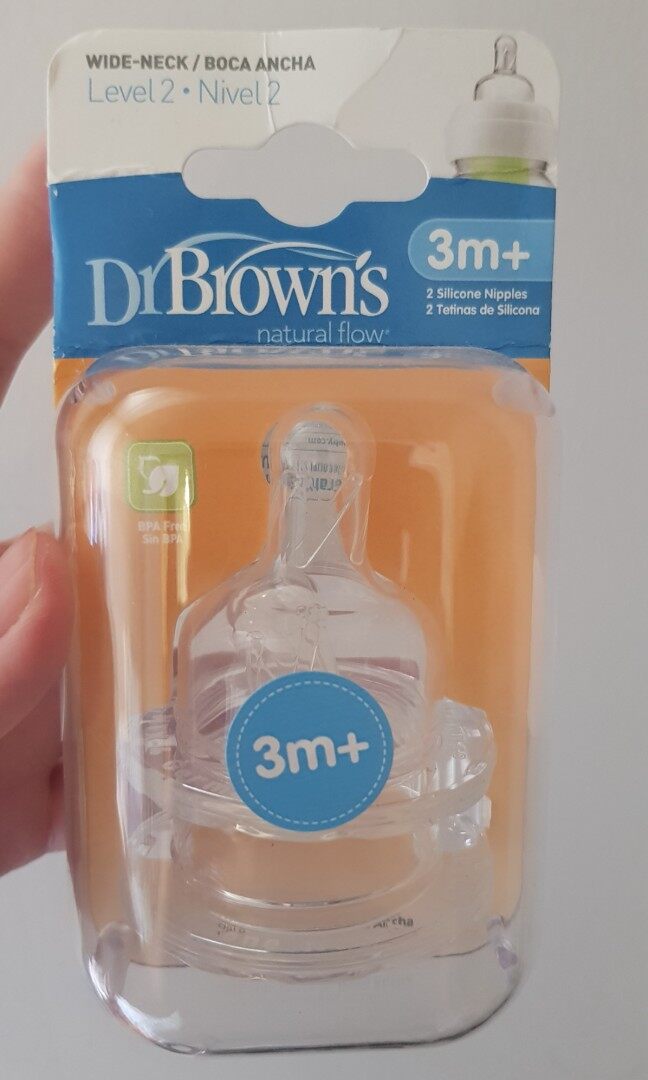 WIDE-NECK / BOCA ANCHA
Level 2 • Nivel 2
3m+
Dr Brown's
natural flow
2 Silicone Nipples
2 Tetinas de Silicona
BPA Free
Sin BPA
3m+